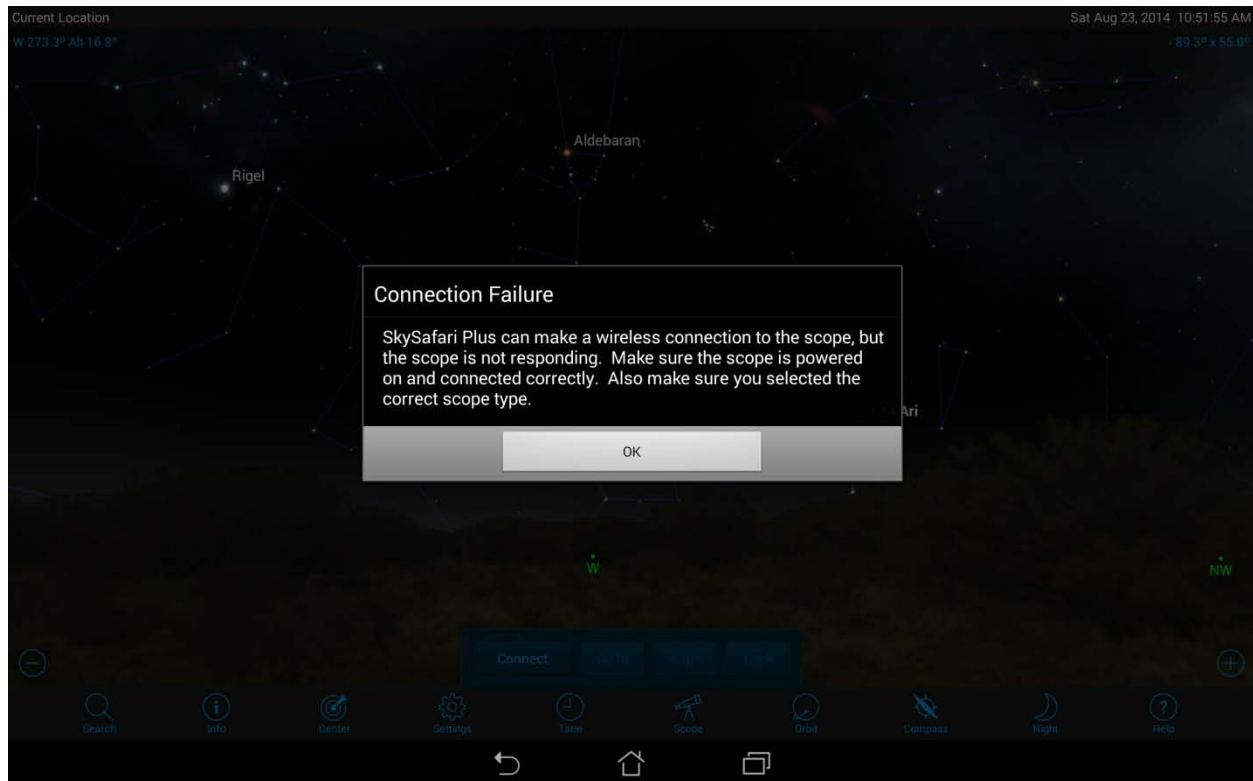 Current Location
Sat Aug 23, 2014 10:51:55 AM
W 273.3° Alt 16.8°
89.3° x 55.0°
Aldebaran
Rigel
Connection Failure
SkySafari Plus can make a wireless connection to the scope, but
the scope is not responding.  Make sure the scope is powered
on and connected correctly.  Also make sure you selected the
correct scope type.
Ari
OK
W
NW
Connect GoTo Align Lock
Search Info Center Settings Time Scope Orbit Compass Night Help